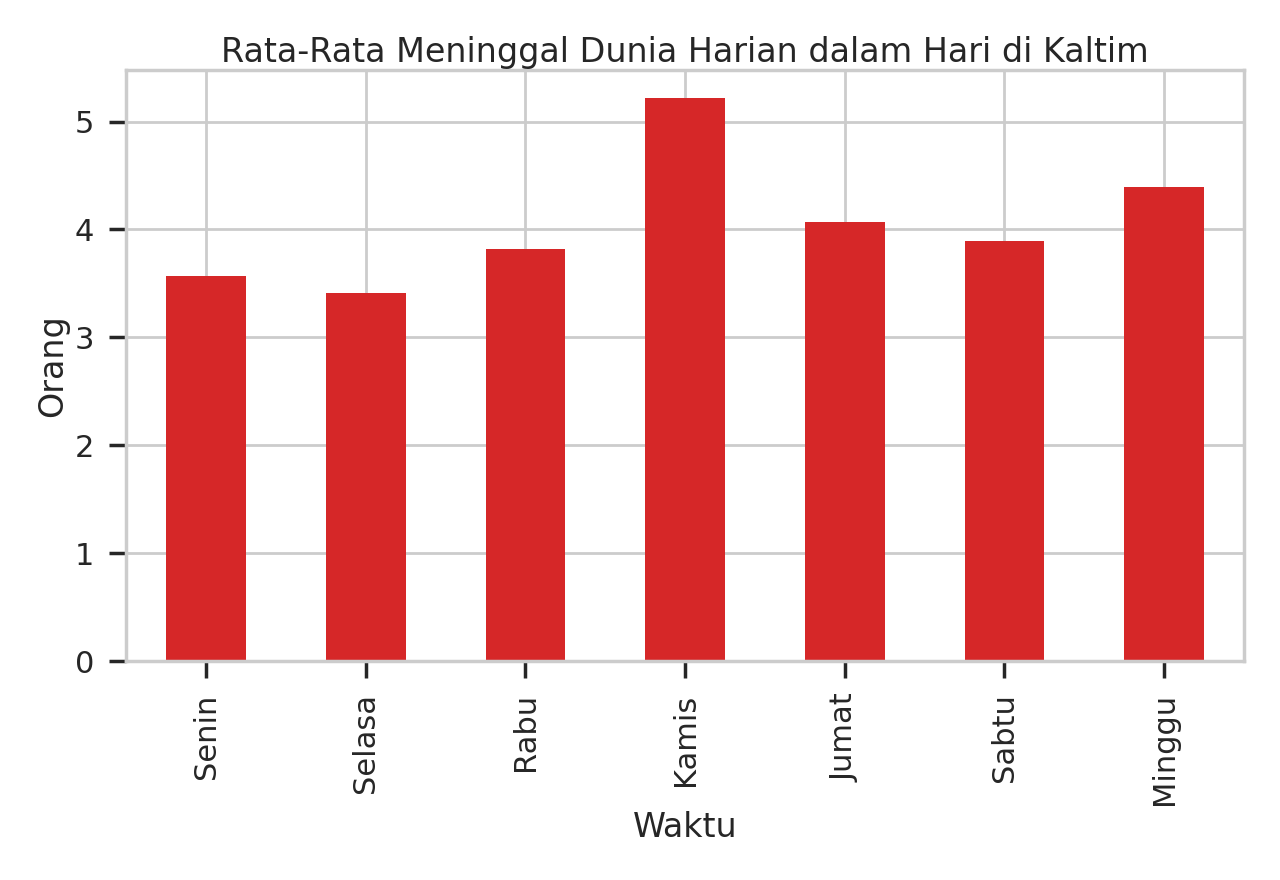 Rata-Rata Meninggal Dunia Harian dalam Hari di Kaltim
5
4
3
2
1
0
Orang
Senin
Selasa
Rabu
Kamis
Jumat
Sabtu
Minggu
Waktu